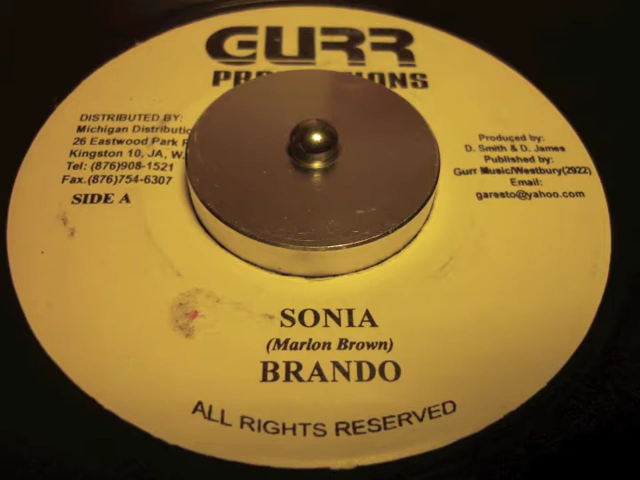 GURR
DISTRIBUTED BY:
Michigan
26 Eastwood Park
Kingston 10, JA,
Tel: (876)908-1521
Fax.(876)754-6307
SIDE A
Produced by:
D. Smith & D. James
Published by:
Gurr Music/Westbury(2922)
Email:
garesto@yahoo.com
SONIA
(Marlon Brown)
BRANDO
ALL RIGHTS RESERVED